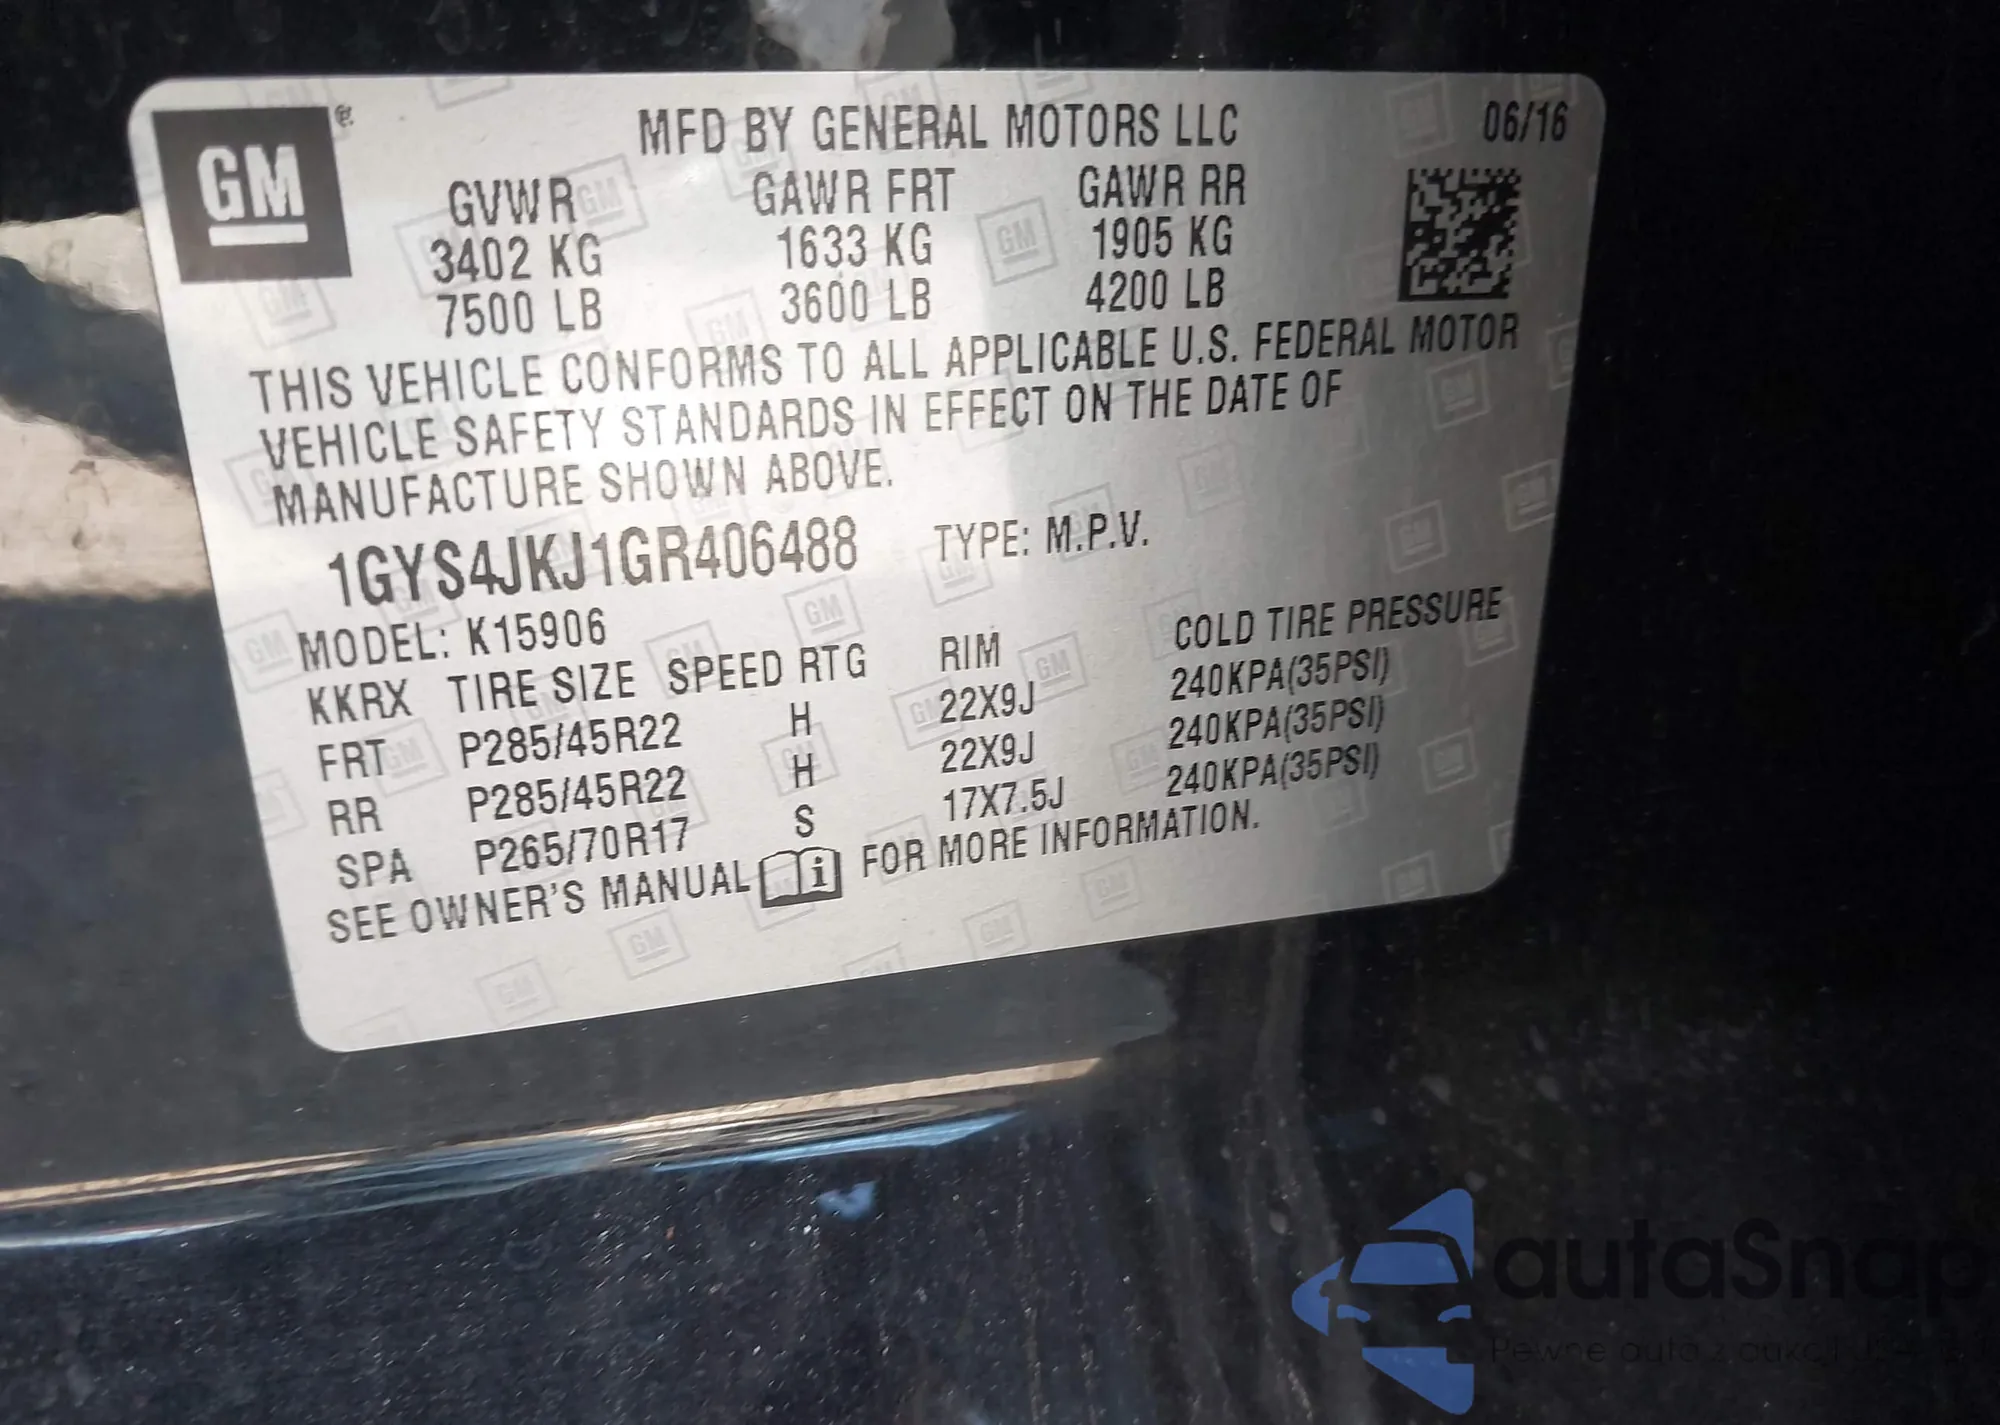 GM
MFD BY GENERAL MOTORS LLC 06/16
GVWR GAWR FRT GAWR RR
3402 KG 1633 KG 1905 KG
7500 LB 3600 LB 4200 LB
THIS VEHICLE CONFORMS TO ALL APPLICABLE U.S. FEDERAL MOTOR
VEHICLE SAFETY STANDARDS IN EFFECT ON THE DATE OF
MANUFACTURE SHOWN ABOVE.
1GYS4JKJ1GR406488 TYPE: M.P.V.
MODEL: K15906
KKRX TIRE SIZE SPEED RTG RIM COLD TIRE PRESSURE
FRT P285/45R22 H 22X9J 240KPA(35PSI)
RR P285/45R22 H 22X9J 240KPA(35PSI)
SPA P265/70R17 S 17X7.5J 240KPA(35PSI)
SEE OWNER'S MANUAL i FOR MORE INFORMATION.
autaSnap
Pewne auta z aukcji